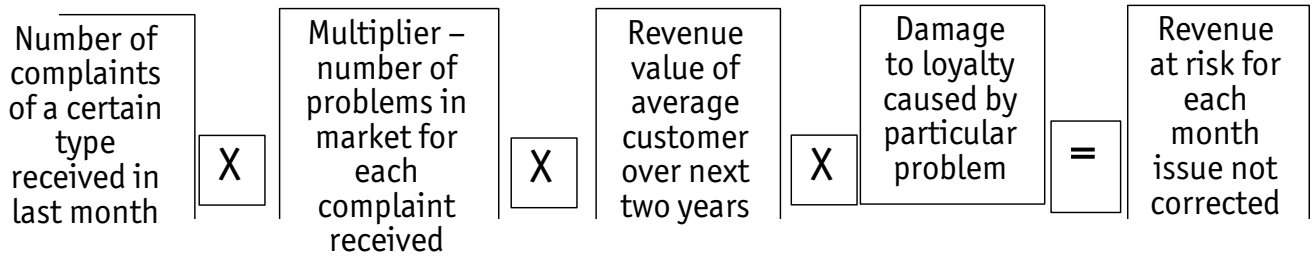 Number of
complaints
of a certain
type
received in
last month
X
Multiplier –
number of
problems in
market for
each
complaint
received
X
Revenue
value of
average
customer
over next
two years
X
Damage
to loyalty
caused by
particular
problem
=
Revenue
at risk for
each
month
issue not
corrected